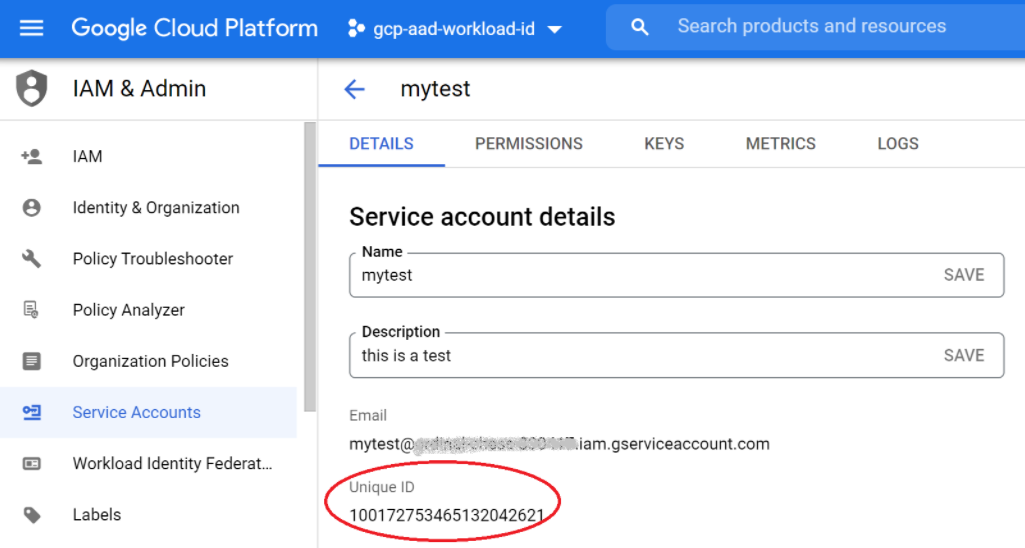 Google Cloud Platform
gcp-aad-workload-id
Search products and resources
IAM & Admin
mytest
IAM
Identity & Organization
Policy Troubleshooter
Policy Analyzer
Organization Policies
Service Accounts
Workload Identity Federat...
Labels
DETAILS PERMISSIONS KEYS METRICS LOGS
Service account details
Name
mytest SAVE
Description
this is a test SAVE
Email
mytest@ .iam.gserviceaccount.com
Unique ID
100172753465132042621